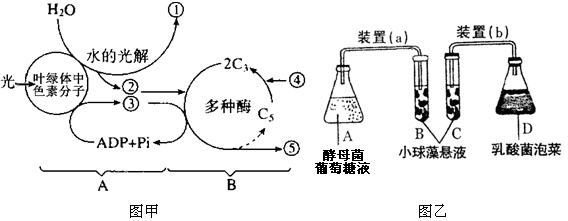 H₂O
①
水的光解
光
叶绿体中
色素分子
②
③
2C₃
④
多种酶
C₅
ADP+Pi
⑤
A
B
图甲
装置(a)
装置(b)
A
B
C
D
酵母菌
葡萄糖液
小球藻悬液
乳酸菌泡菜
图乙